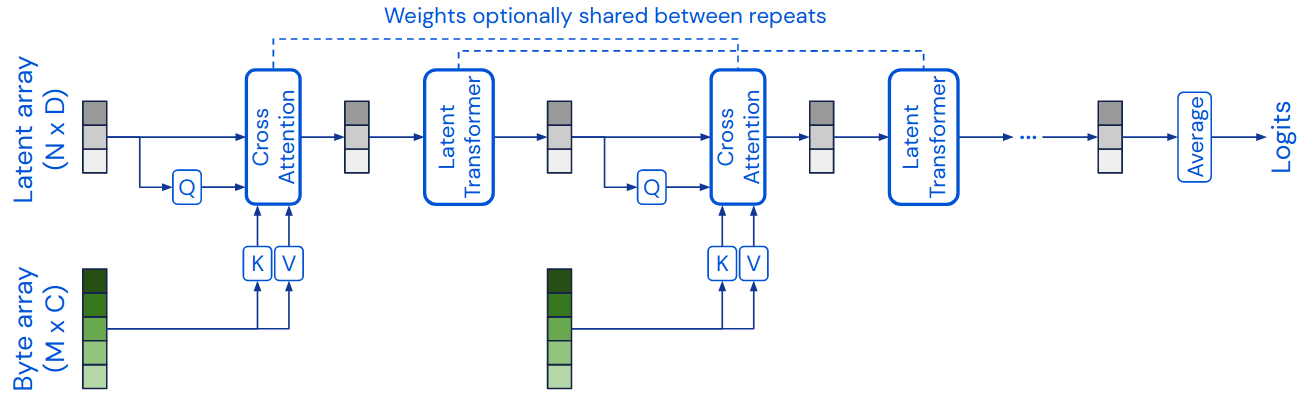 Weights optionally shared between repeats
Latent array
(N x D)
Q
Cross
Attention
Latent
Transformer
Q
Cross
Attention
Latent
Transformer
...
Average
Logits
K
V
K
V
Byte array
(M x C)